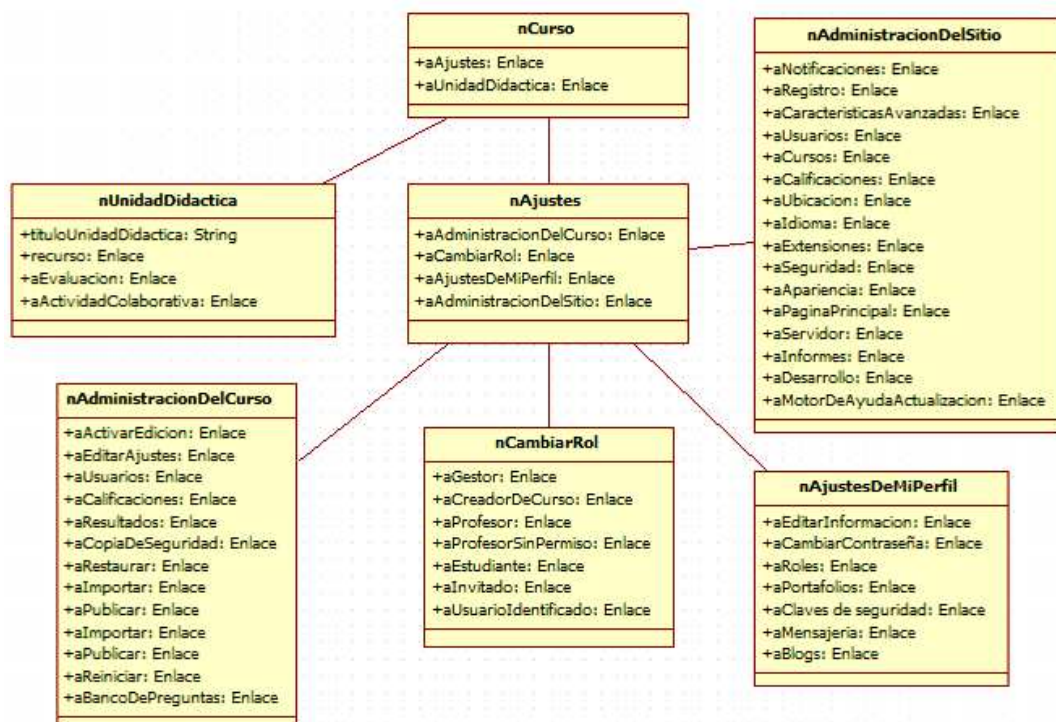 nCurso
+aAjustes: Enlace
+aUnidadDidactica: Enlace
nAdministracionDelSitio
+aNotificaciones: Enlace
+aRegistro: Enlace
+aCaracteristicasAvanzadas: Enlace
+aUsuarios: Enlace
+aCursos: Enlace
+aCalificaciones: Enlace
+aUbicacion: Enlace
+aIdioma: Enlace
+aExtensiones: Enlace
+aSeguridad: Enlace
+aApariencia: Enlace
+aPaginaPrincipal: Enlace
+aServidor: Enlace
+aInformes: Enlace
+aDesarrollo: Enlace
+aMotorDeAyudaActualizacion: Enlace
nUnidadDidactica
+tituloUnidadDidactica: String
+recurso: Enlace
+aEvaluacion: Enlace
+aActividadColaborativa: Enlace
nAjustes
+aAdministracionDelCurso: Enlace
+aCambiarRol: Enlace
+aAjustesDeMiPerfil: Enlace
+aAdministracionDelSitio: Enlace
nAdministracionDelCurso
+aActivarEdicion: Enlace
+aEditarAjustes: Enlace
+aUsuarios: Enlace
+aCalificaciones: Enlace
+aResultados: Enlace
+aCopiaDeSeguridad: Enlace
+aRestaurar: Enlace
+aImportar: Enlace
+aPublicar: Enlace
+aImportar: Enlace
+aPublicar: Enlace
+aReiniciar: Enlace
+aBancoDePreguntas: Enlace
nCambiarRol
+aGestor: Enlace
+aCreadorDeCurso: Enlace
+aProfesor: Enlace
+aProfesorSinPermiso: Enlace
+aEstudiante: Enlace
+aInvitado: Enlace
+aUsuarioIdentificado: Enlace
nAjustesDeMiPerfil
+aEditarInformacion: Enlace
+aCambiarContraseña: Enlace
+aRoles: Enlace
+aPortafolios: Enlace
+aClaves de seguridad: Enlace
+aMensajeria: Enlace
+aBlogs: Enlace